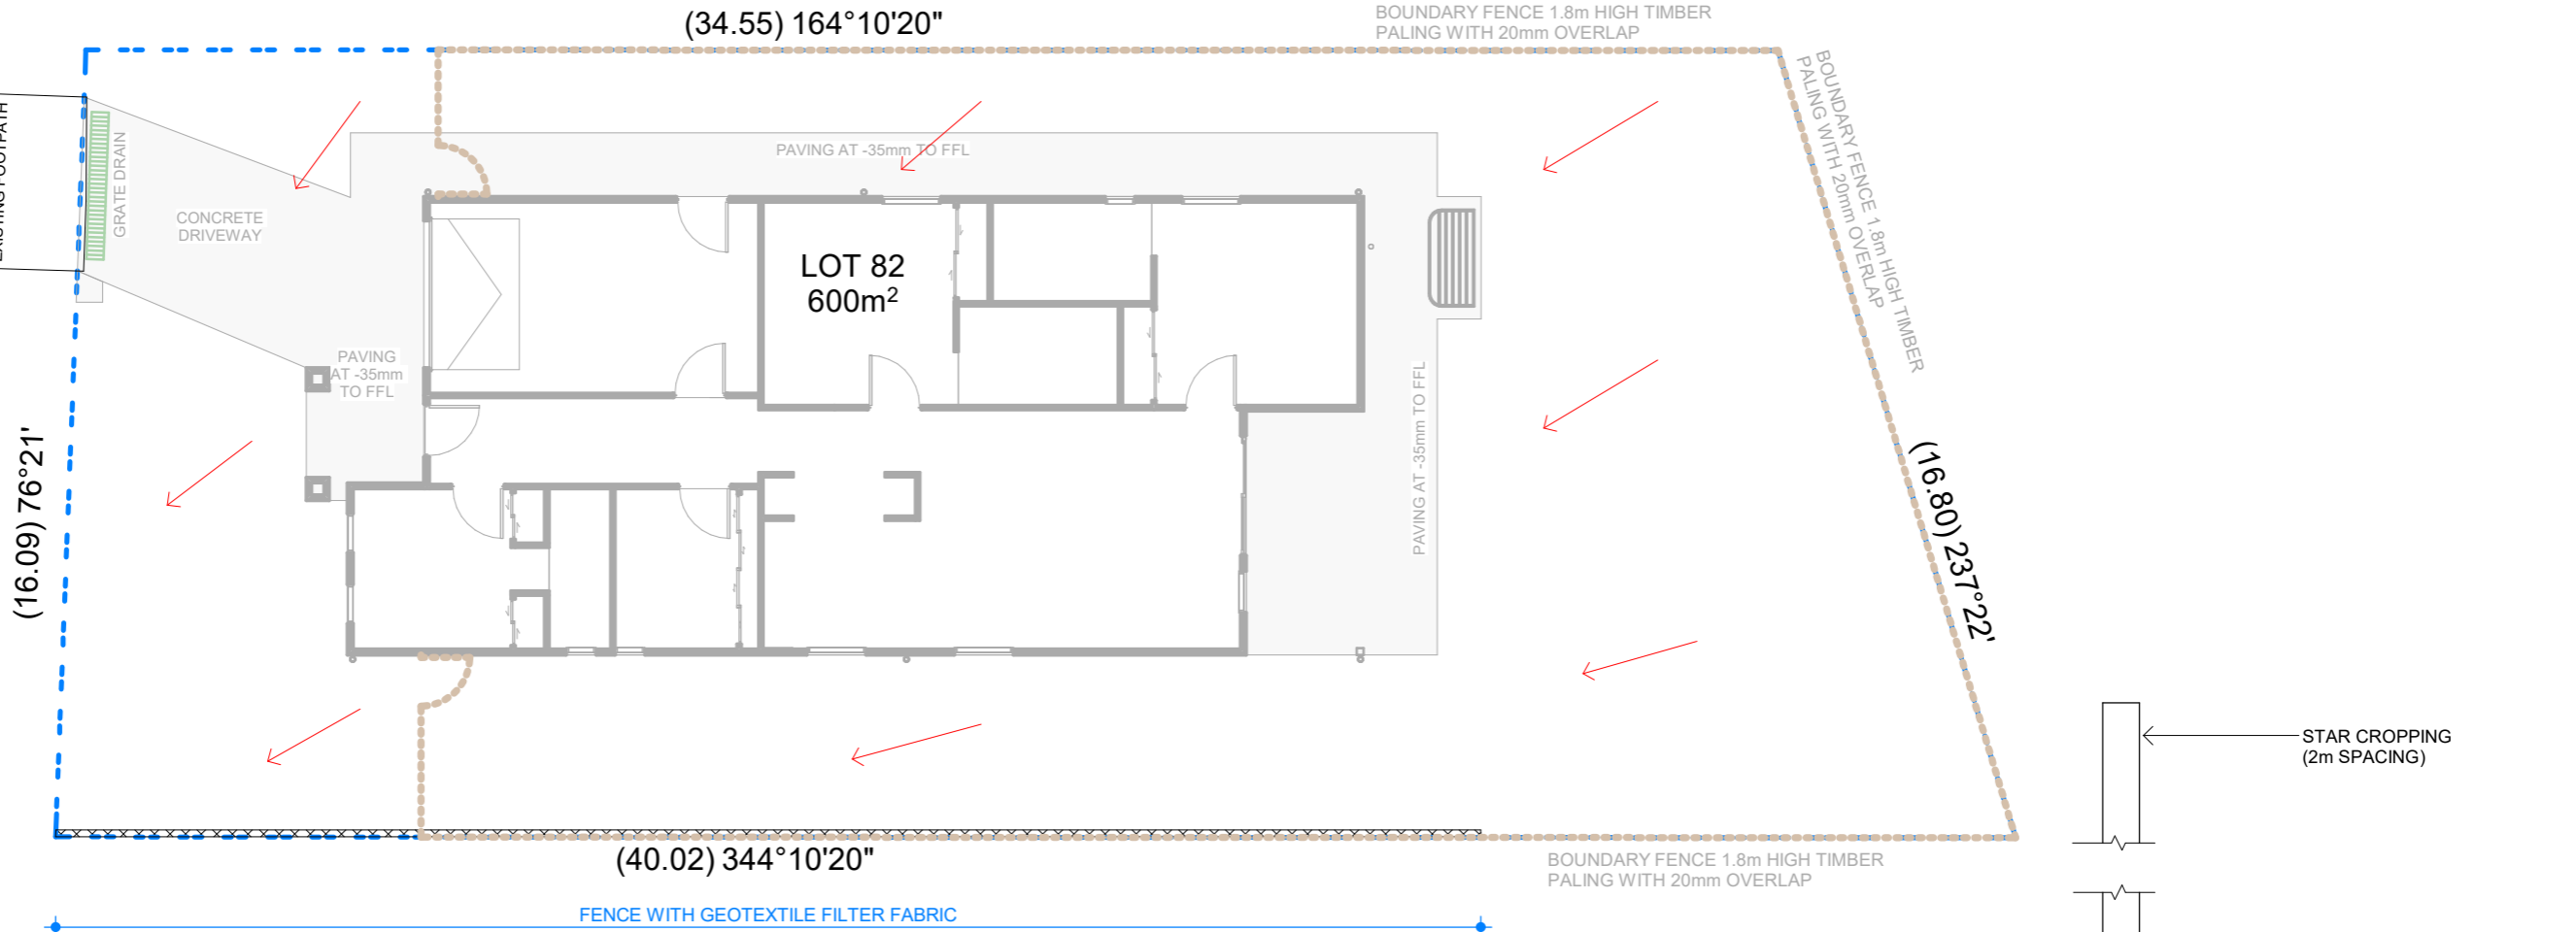 (34.55) 164°10'20"
BOUNDARY FENCE 1.8m HIGH TIMBER
PALING WITH 20mm OVERLAP
BOUNDARY FENCE 1.8m HIGH TIMBER
PALING WITH 20mm OVERLAP
EXISTING FOOTPATH
GRATE DRAIN
CONCRETE
DRIVEWAY
PAVING AT -35mm TO FFL
LOT 82
600m²
PAVING
AT -35mm
TO FFL
PAVING AT -35mm TO FFL
(16.09) 76°21'
(16.80) 237°22'
STAR CROPPING
(2m SPACING)
(40.02) 344°10'20"
BOUNDARY FENCE 1.8m HIGH TIMBER
PALING WITH 20mm OVERLAP
FENCE WITH GEOTEXTILE FILTER FABRIC